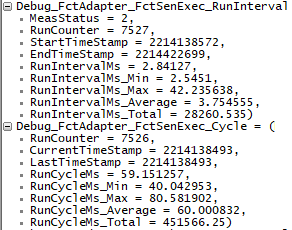 Debug_FctAdapter_FctSenExec_RunInterval
MeasStatus = 2,
RunCounter = 7527,
StartTimeStamp = 2214138572,
EndTimeStamp = 2214422699,
RunIntervalMs = 2.84127,
RunIntervalMs_Min = 2.5451,
RunIntervalMs_Max = 42.235638,
RunIntervalMs_Average = 3.754555,
RunIntervalMs_Total = 28260.535)
Debug_FctAdapter_FctSenExec_Cycle = (
RunCounter = 7526,
CurrentTimeStamp = 2214138493,
LastTimeStamp = 2214138493,
RunCycleMs = 59.151257,
RunCycleMs_Min = 40.042953,
RunCycleMs_Max = 80.581902,
RunCycleMs_Average = 60.000832,
RunCycleMs_Total = 451566.25)